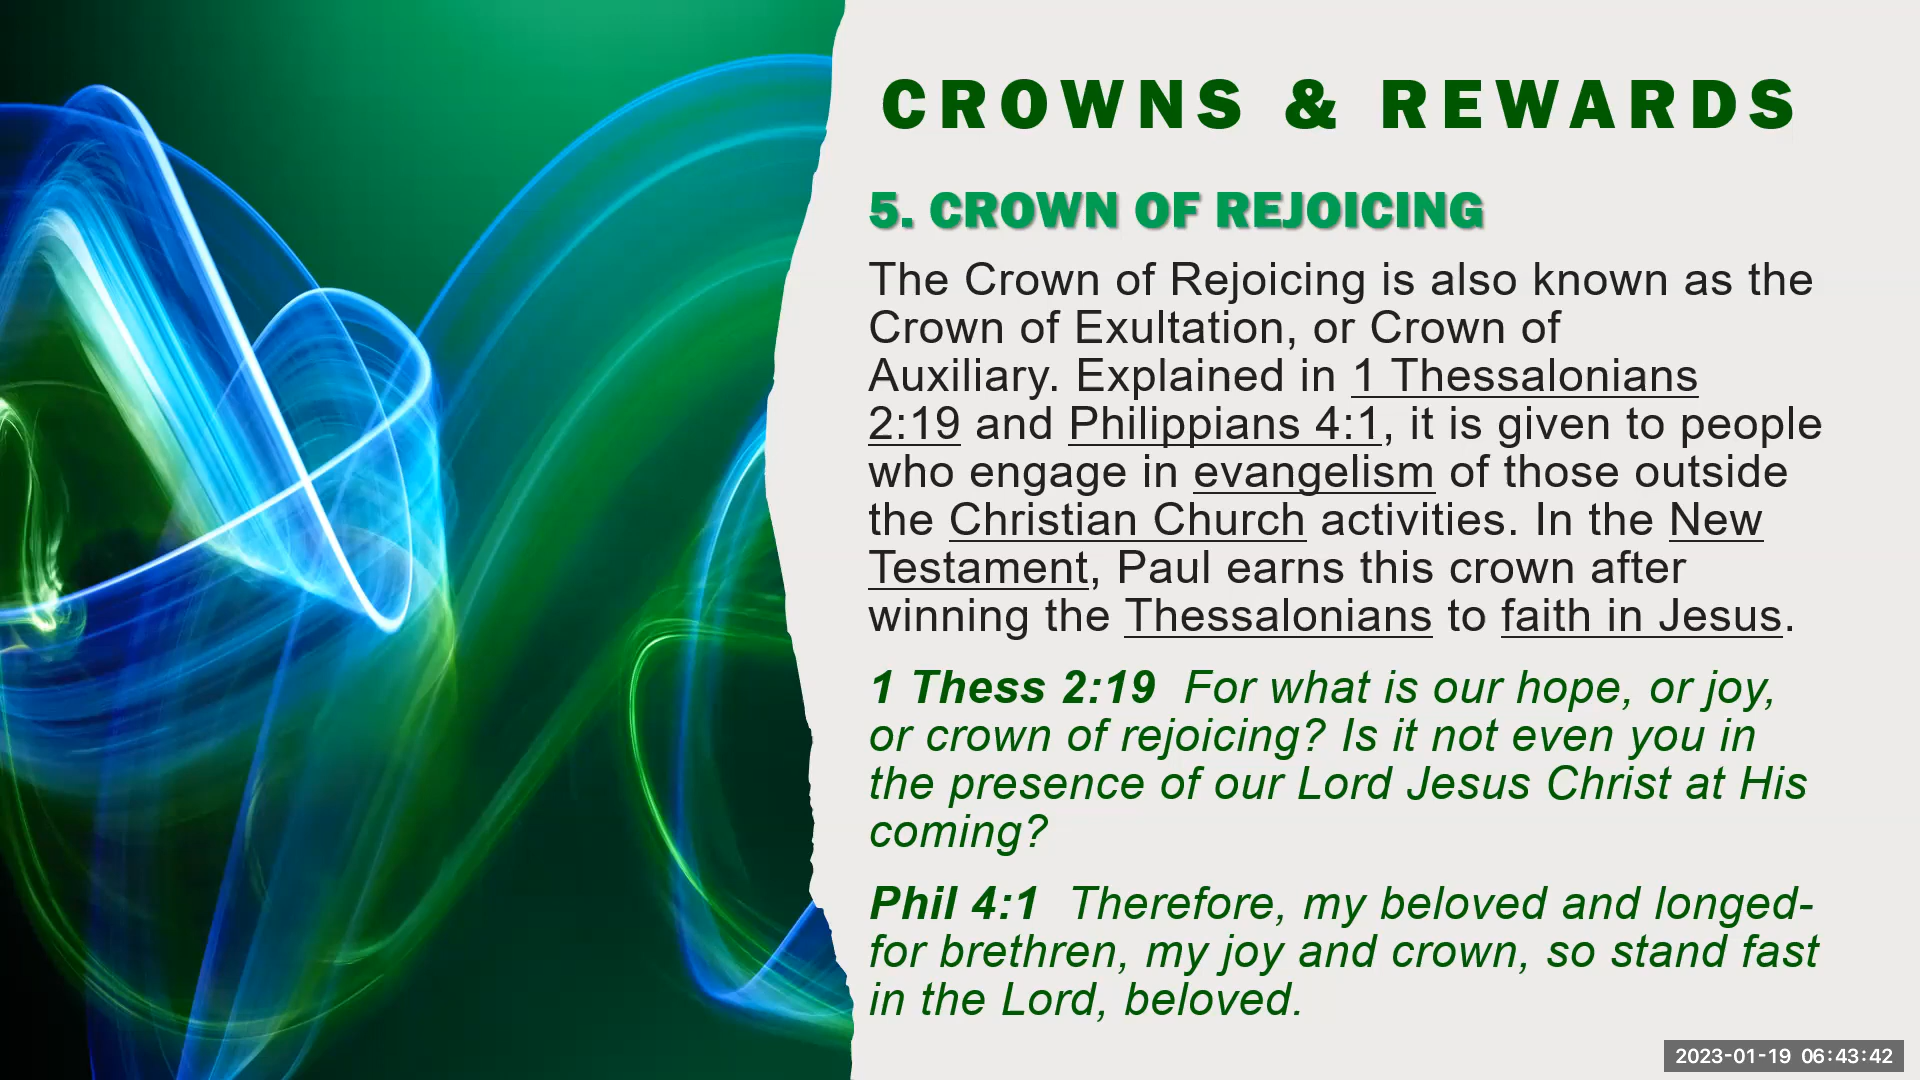 CROWNS & REWARDS
5. CROWN OF REJOICING
The Crown of Rejoicing is also known as the
Crown of Exultation, or Crown of
Auxiliary. Explained in 1 Thessalonians
2:19 and Philippians 4:1, it is given to people
who engage in evangelism of those outside
the Christian Church activities. In the New
Testament, Paul earns this crown after
winning the Thessalonians to faith in Jesus.
1 Thess 2:19 For what is our hope, or joy,
or crown of rejoicing? Is it not even you in
the presence of our Lord Jesus Christ at His
coming?
Phil 4:1 Therefore, my beloved and longed-
for brethren, my joy and crown, so stand fast
in the Lord, beloved.
2023-01-19 06:43:42